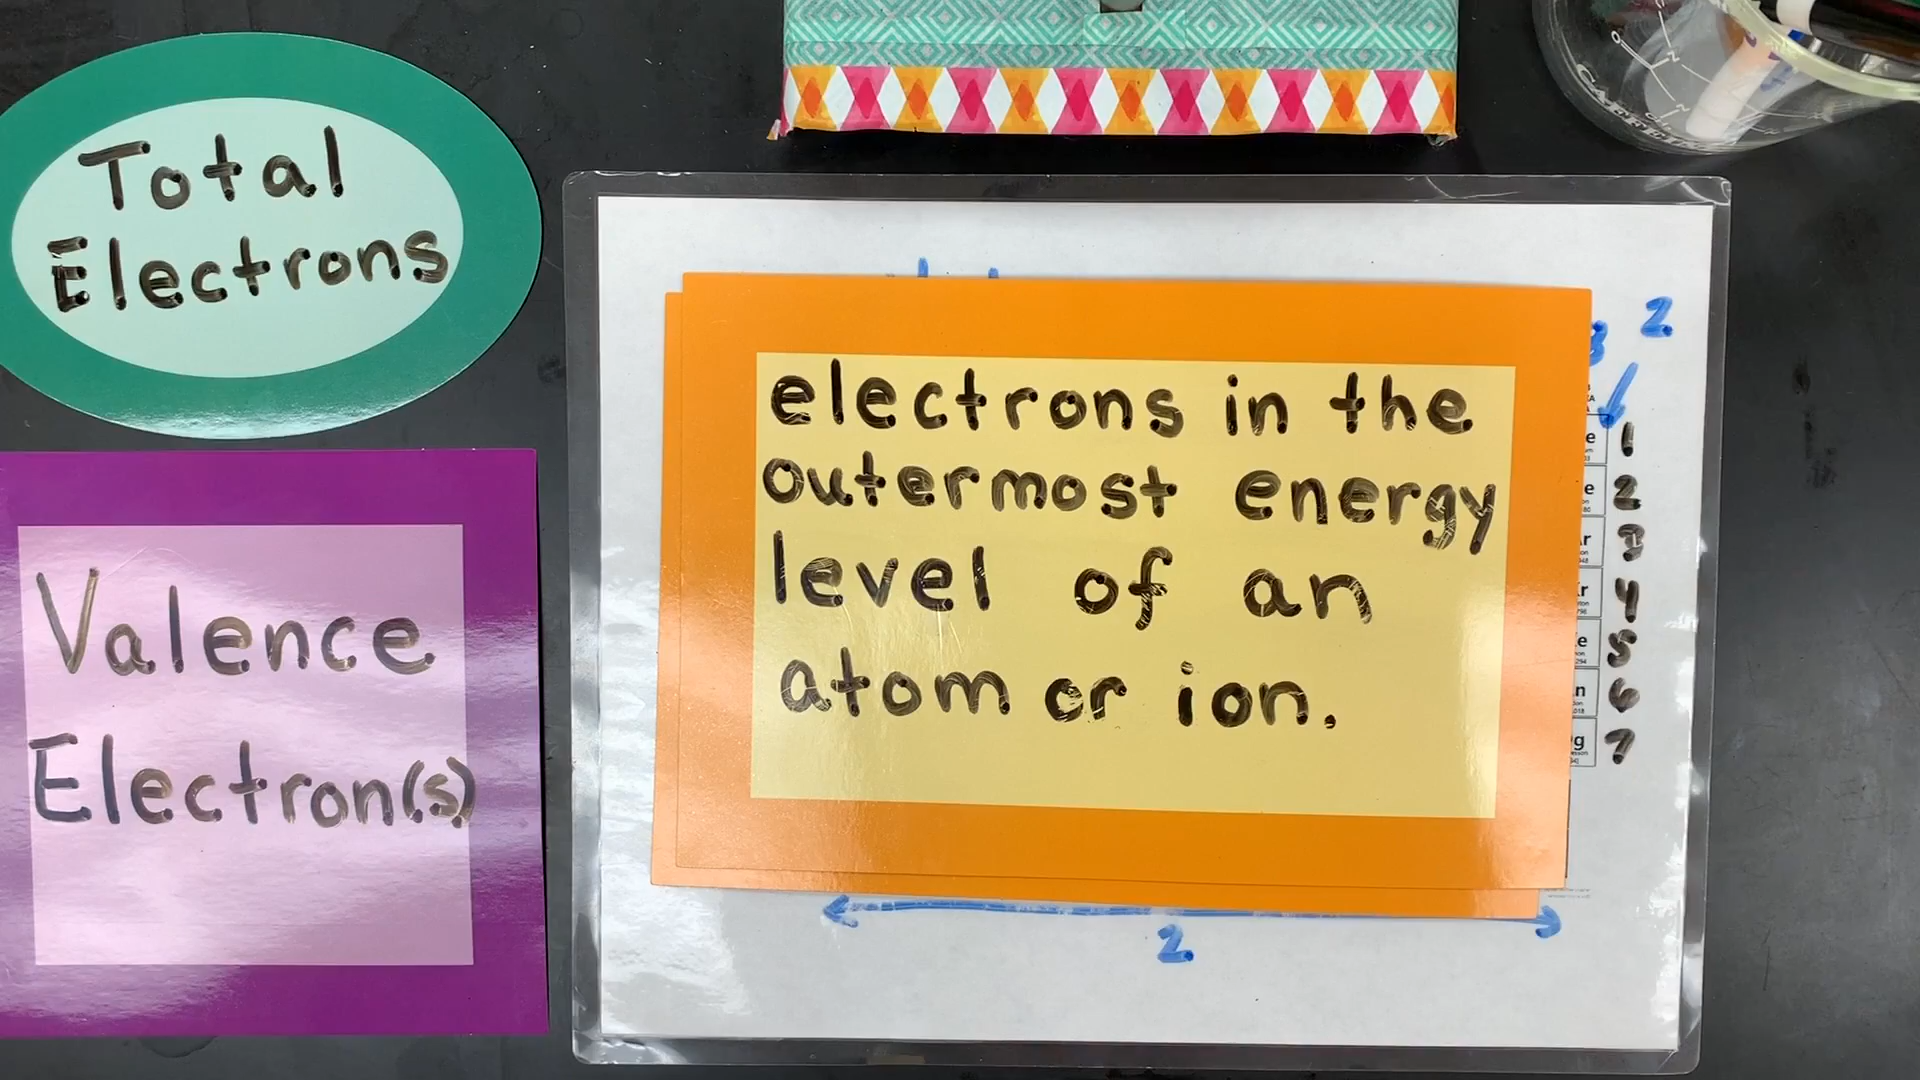 Total
Electrons
Valence
Electron(s)
electrons in the
outermost energy
level of an
atom or ion.
2
1
2
3
4
5
6
7
2
CAFFEINE